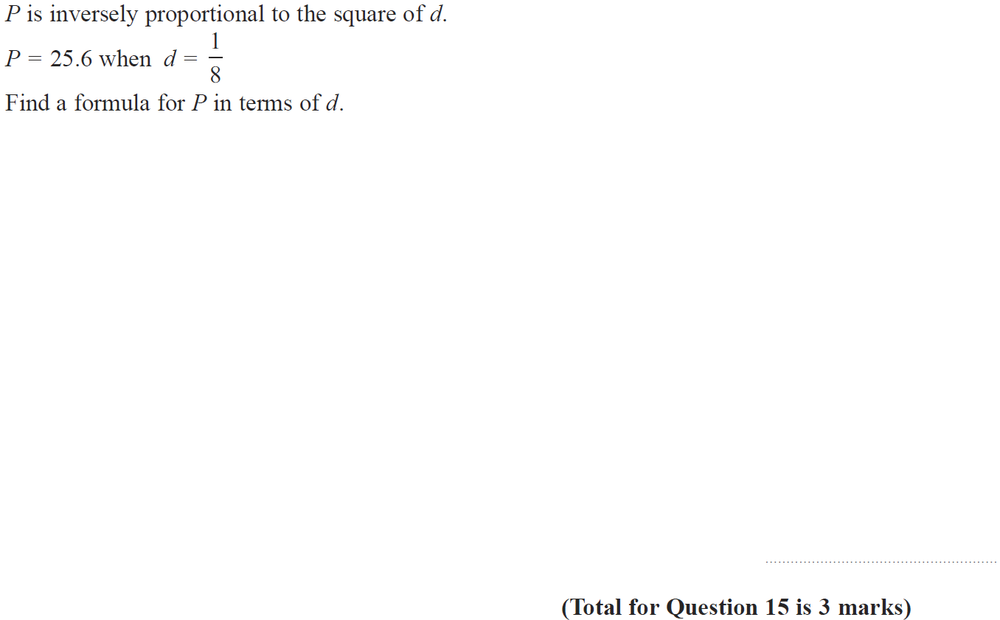 P is inversely proportional to the square of d.
P = 25.6 when d = 1/8
Find a formula for P in terms of d.
(Total for Question 15 is 3 marks)